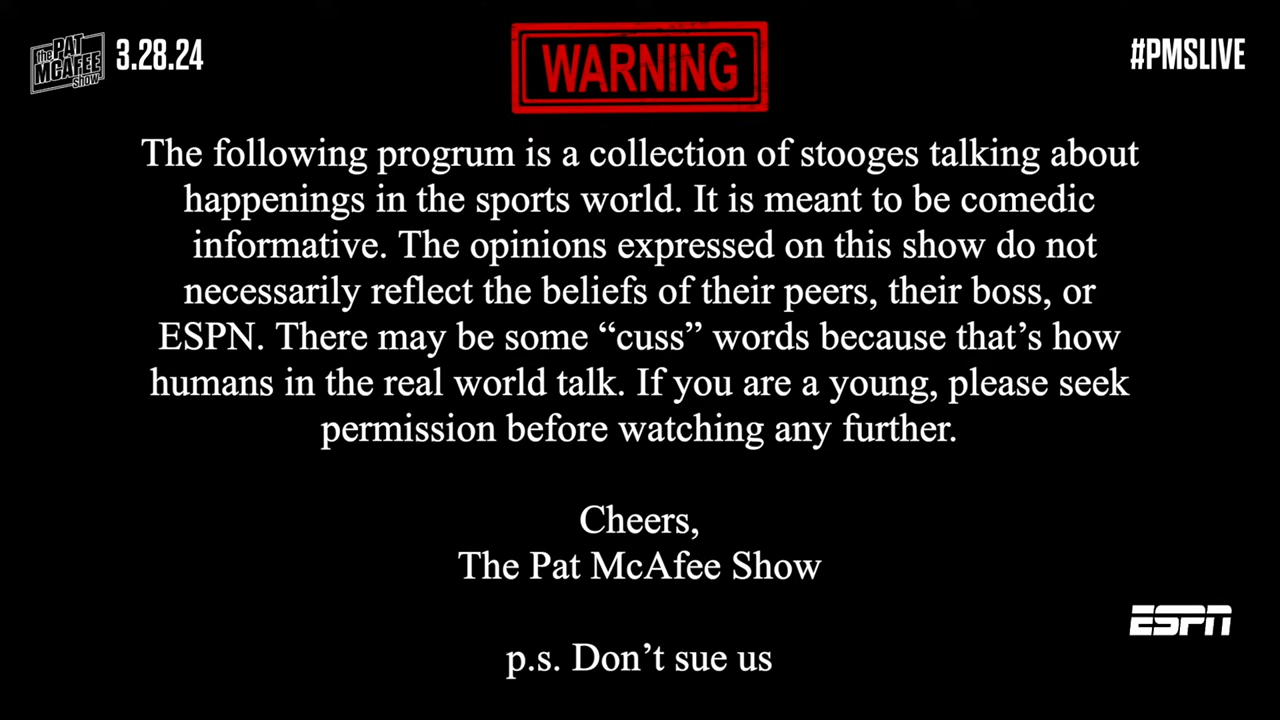 The PAT MCAFEE Show
3.28.24
WARNING
#PMSLIVE
The following progrum is a collection of stooges talking about
happenings in the sports world. It is meant to be comedic
informative. The opinions expressed on this show do not
necessarily reflect the beliefs of their peers, their boss, or
ESPN. There may be some “cuss” words because that’s how
humans in the real world talk. If you are a young, please seek
permission before watching any further.
Cheers,
The Pat McAfee Show
ESPN
p.s. Don’t sue us